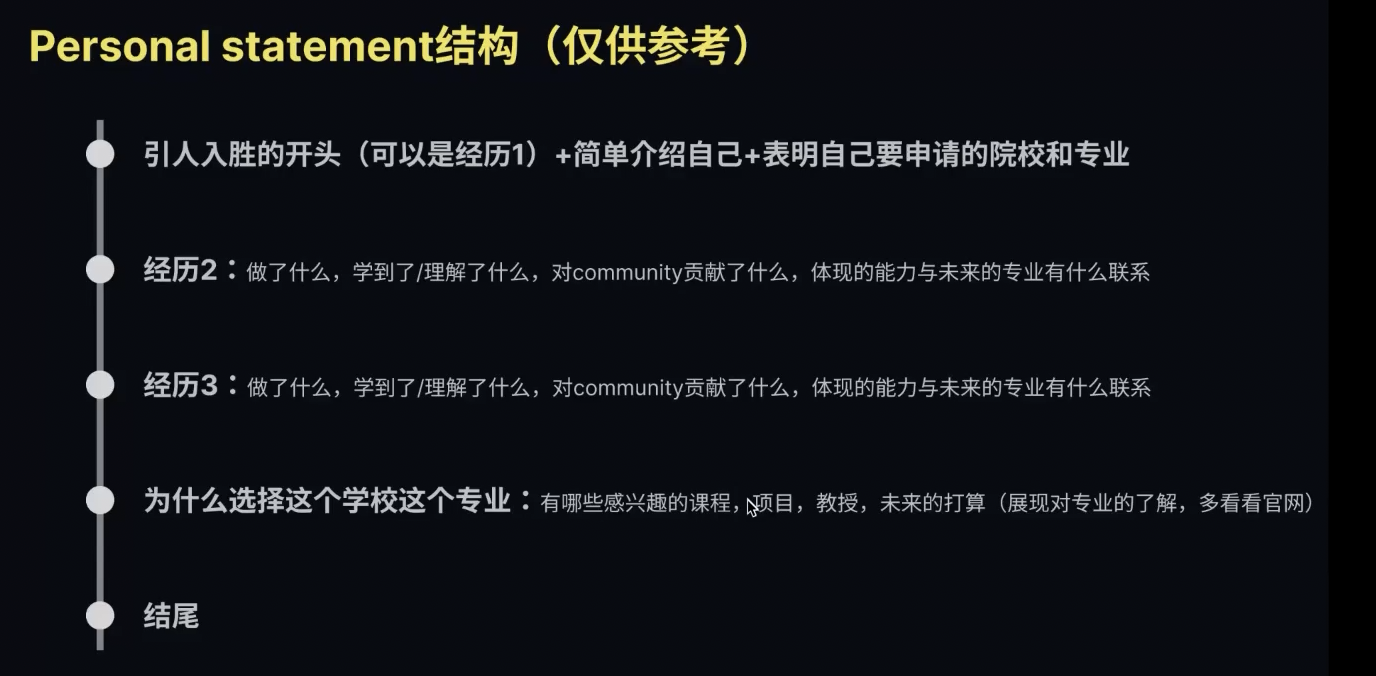 Personal statement结构（仅供参考）
引人入胜的开头（可以是经历1）+简单介绍自己+表明自己要申请的院校和专业
经历2：做了什么，学到了/理解了什么，对community贡献了什么，体现的能力与未来的专业有什么联系
经历3：做了什么，学到了/理解了什么，对community贡献了什么，体现的能力与未来的专业有什么联系
为什么选择这个学校这个专业：有哪些感兴趣的课程，项目，教授，未来的打算（展现对专业的了解，多看看官网）
结尾